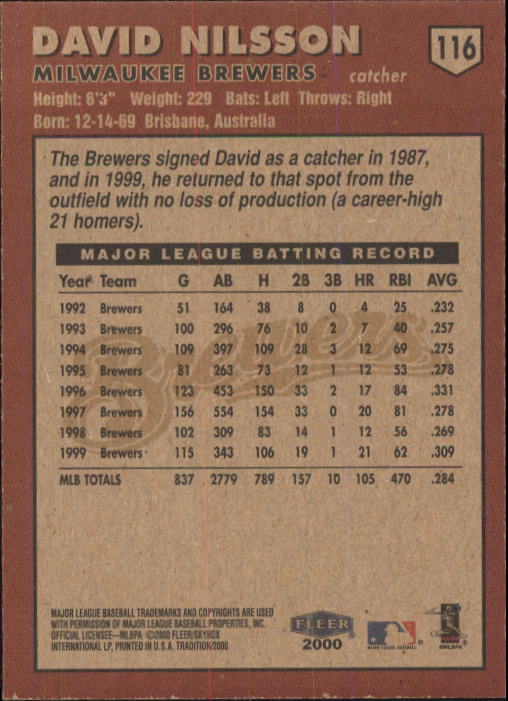 DAVID NILSSON
116
MILWAUKEE BREWERS catcher
Height: 6'3" Weight: 229 Bats: Left Throws: Right
Born: 12-14-69 Brisbane, Australia
The Brewers signed David as a catcher in 1987,
and in 1999, he returned to that spot from the
outfield with no loss of production (a career-high
21 homers).
MAJOR LEAGUE BATTING RECORD
Year Team G AB H 2B 3B HR RBI AVG
1992 Brewers 51 164 38 8 0 4 25 .232
1993 Brewers 100 296 76 10 2 7 40 .257
1994 Brewers 109 397 109 28 3 12 69 .275
1995 Brewers 81 263 73 12 1 12 53 .278
1996 Brewers 123 453 150 33 2 17 84 .331
1997 Brewers 156 554 154 33 0 20 81 .278
1998 Brewers 102 309 83 14 1 12 56 .269
1999 Brewers 115 343 106 19 1 21 62 .309
MLB TOTALS 837 2779 789 157 10 105 470 .284
Brewers
MAJOR LEAGUE BASEBALL TRADEMARKS AND COPYRIGHTS ARE USED
WITH PERMISSION OF MAJOR LEAGUE BASEBALL PROPERTIES, INC.
OFFICIAL LICENSEE—MLBPA ©2000 FLEER/SKYBOX
INTERNATIONAL LP, PRINTED IN U.S.A. TRADITION/2000
FLEER
2000
MAJOR LEAGUE BASEBALL
©MLBPA